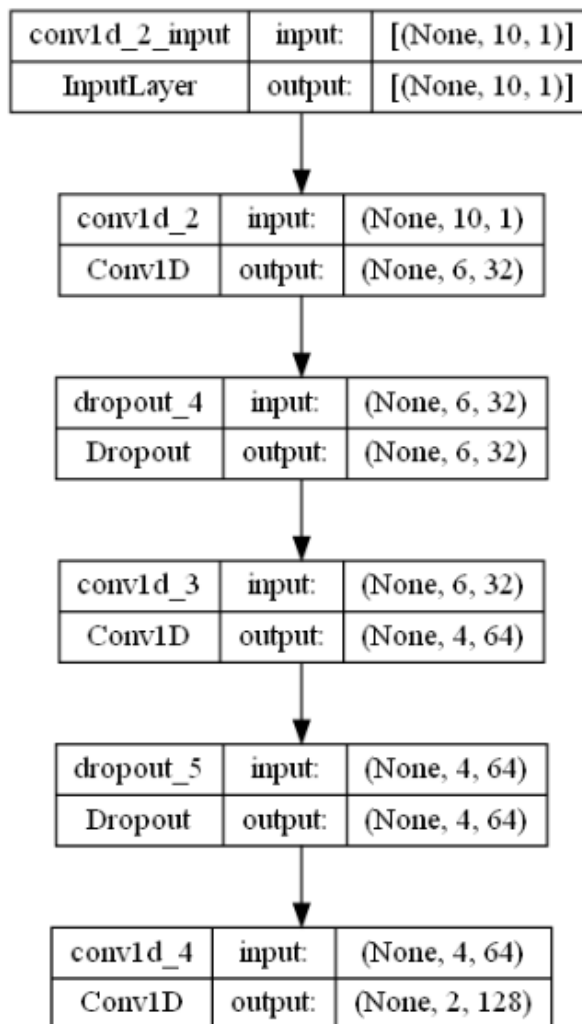 conv1d_2_input input: [(None, 10, 1)]
InputLayer output: [(None, 10, 1)]
conv1d_2 input: (None, 10, 1)
Conv1D output: (None, 6, 32)
dropout_4 input: (None, 6, 32)
Dropout output: (None, 6, 32)
conv1d_3 input: (None, 6, 32)
Conv1D output: (None, 4, 64)
dropout_5 input: (None, 4, 64)
Dropout output: (None, 4, 64)
conv1d_4 input: (None, 4, 64)
Conv1D output: (None, 2, 128)